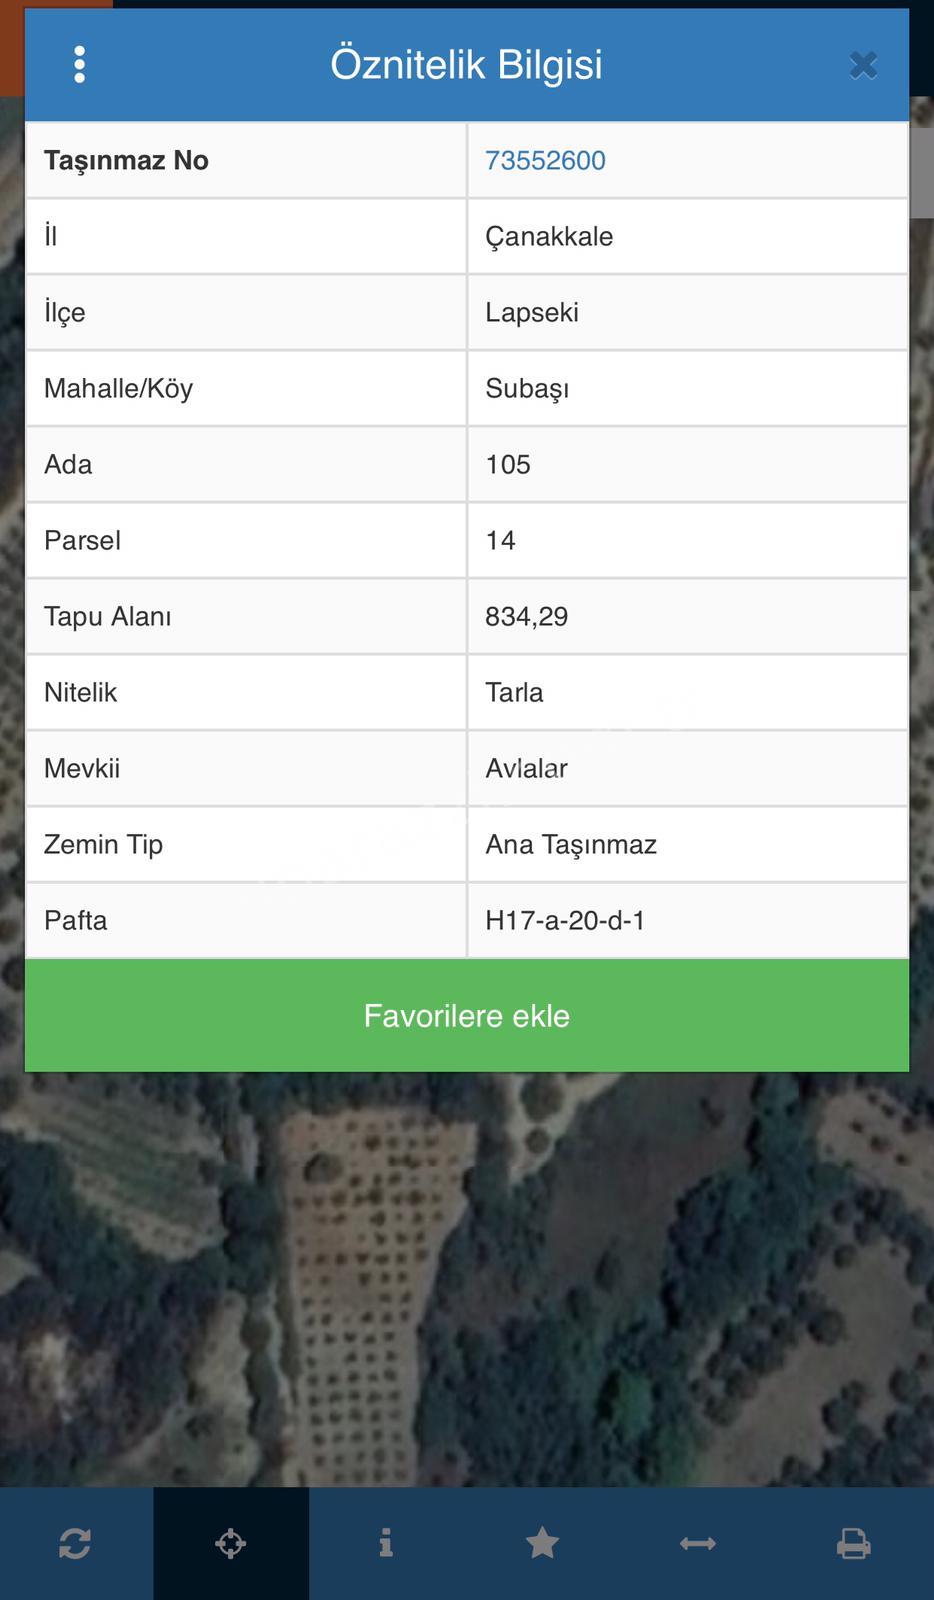 Öznitelik Bilgisi
Taşınmaz No 73552600
İl Çanakkale
İlçe Lapseki
Mahalle/Köy Subaşı
Ada 105
Parsel 14
Tapu Alanı 834,29
Nitelik Tarla
Mevkii Avlalar
Zemin Tip Ana Taşınmaz
Pafta H17-a-20-d-1
Favorilere ekle